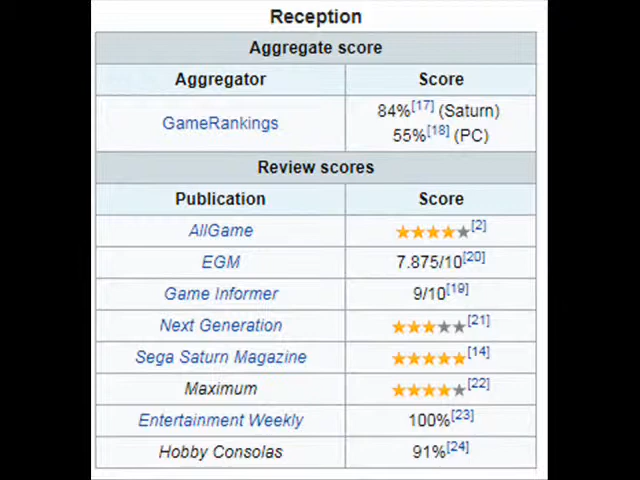 Reception
Aggregate score
Aggregator Score
GameRankings 84%[17] (Saturn)
55%[18] (PC)
Review scores
Publication Score
AllGame ★★★★★[2]
EGM 7.875/10[20]
Game Informer 9/10[19]
Next Generation ★★★★★[21]
Sega Saturn Magazine ★★★★★[14]
Maximum ★★★★★[22]
Entertainment Weekly 100%[23]
Hobby Consolas 91%[24]